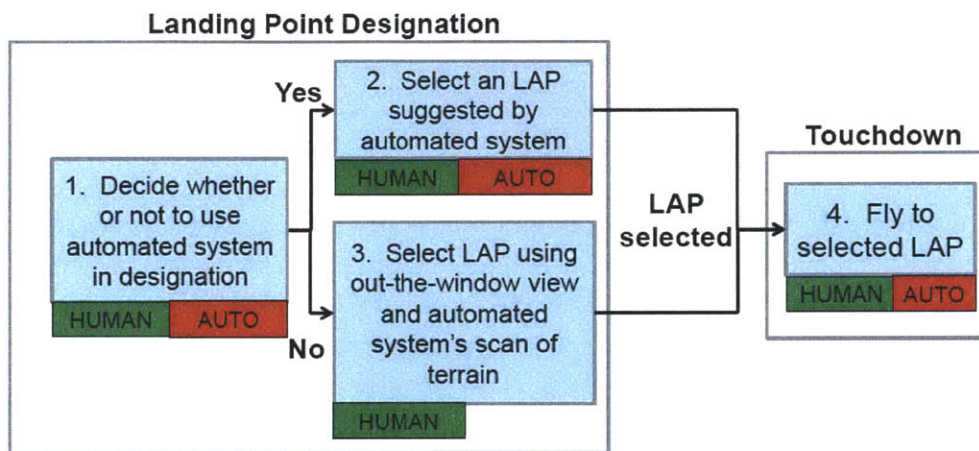 Landing Point Designation
Yes
2. Select an LAP
suggested by
automated system
HUMAN
AUTO
1. Decide whether
or not to use
automated system
in designation
HUMAN
AUTO
No
3. Select LAP using
out-the-window view
and automated
system's scan of
terrain
HUMAN
LAP
selected
Touchdown
4. Fly to
selected LAP
HUMAN
AUTO